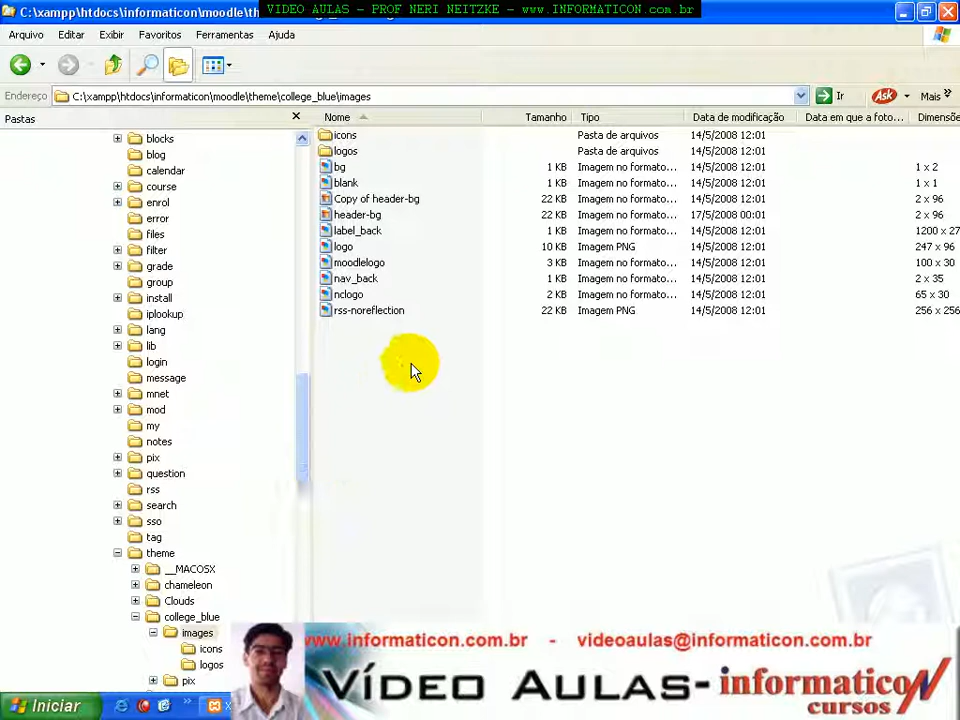 C:\xampp\htdocs\informaticon\moodle\th
VIDEO AULAS - PROF NERI NEITZKE - www.INFORMATICON.com.br
Arquivo Editar Exibir Favoritos Ferramentas Ajuda
Endereço C:\xampp\htdocs\informaticon\moodle\theme\college_blue\images Ir Ask Mais
Pastas
Nome Tamanho Tipo Data de modificação Data em que a foto... Dimensõe
blocks
blog
calendar
course
enrol
error
files
filter
grade
group
install
iplookup
lang
lib
login
message
mnet
mod
my
notes
pix
question
rss
search
sso
tag
theme
__MACOSX
chameleon
Clouds
college_blue
images
icons
logos
pix
icons Pasta de arquivos 14/5/2008 12:01
logos Pasta de arquivos 14/5/2008 12:01
bg 1 KB Imagem no formato... 14/5/2008 12:01 1 x 2
blank 1 KB Imagem no formato... 14/5/2008 12:01 1 x 1
Copy of header-bg 22 KB Imagem no formato... 14/5/2008 12:01 2 x 96
header-bg 22 KB Imagem no formato... 17/5/2008 00:01 2 x 96
label_back 1 KB Imagem no formato... 14/5/2008 12:01 1200 x 27
logo 10 KB Imagem PNG 14/5/2008 12:01 247 x 96
moodlelogo 3 KB Imagem no formato... 14/5/2008 12:01 100 x 30
nav_back 1 KB Imagem no formato... 14/5/2008 12:01 2 x 35
nclogo 2 KB Imagem no formato... 14/5/2008 12:01 65 x 30
rss-noreflection 22 KB Imagem PNG 14/5/2008 12:01 256 x 256
www.informaticon.com.br - videoaulas@informaticon.com.br
VÍDEO AULAS- informaticon
cursos
Iniciar